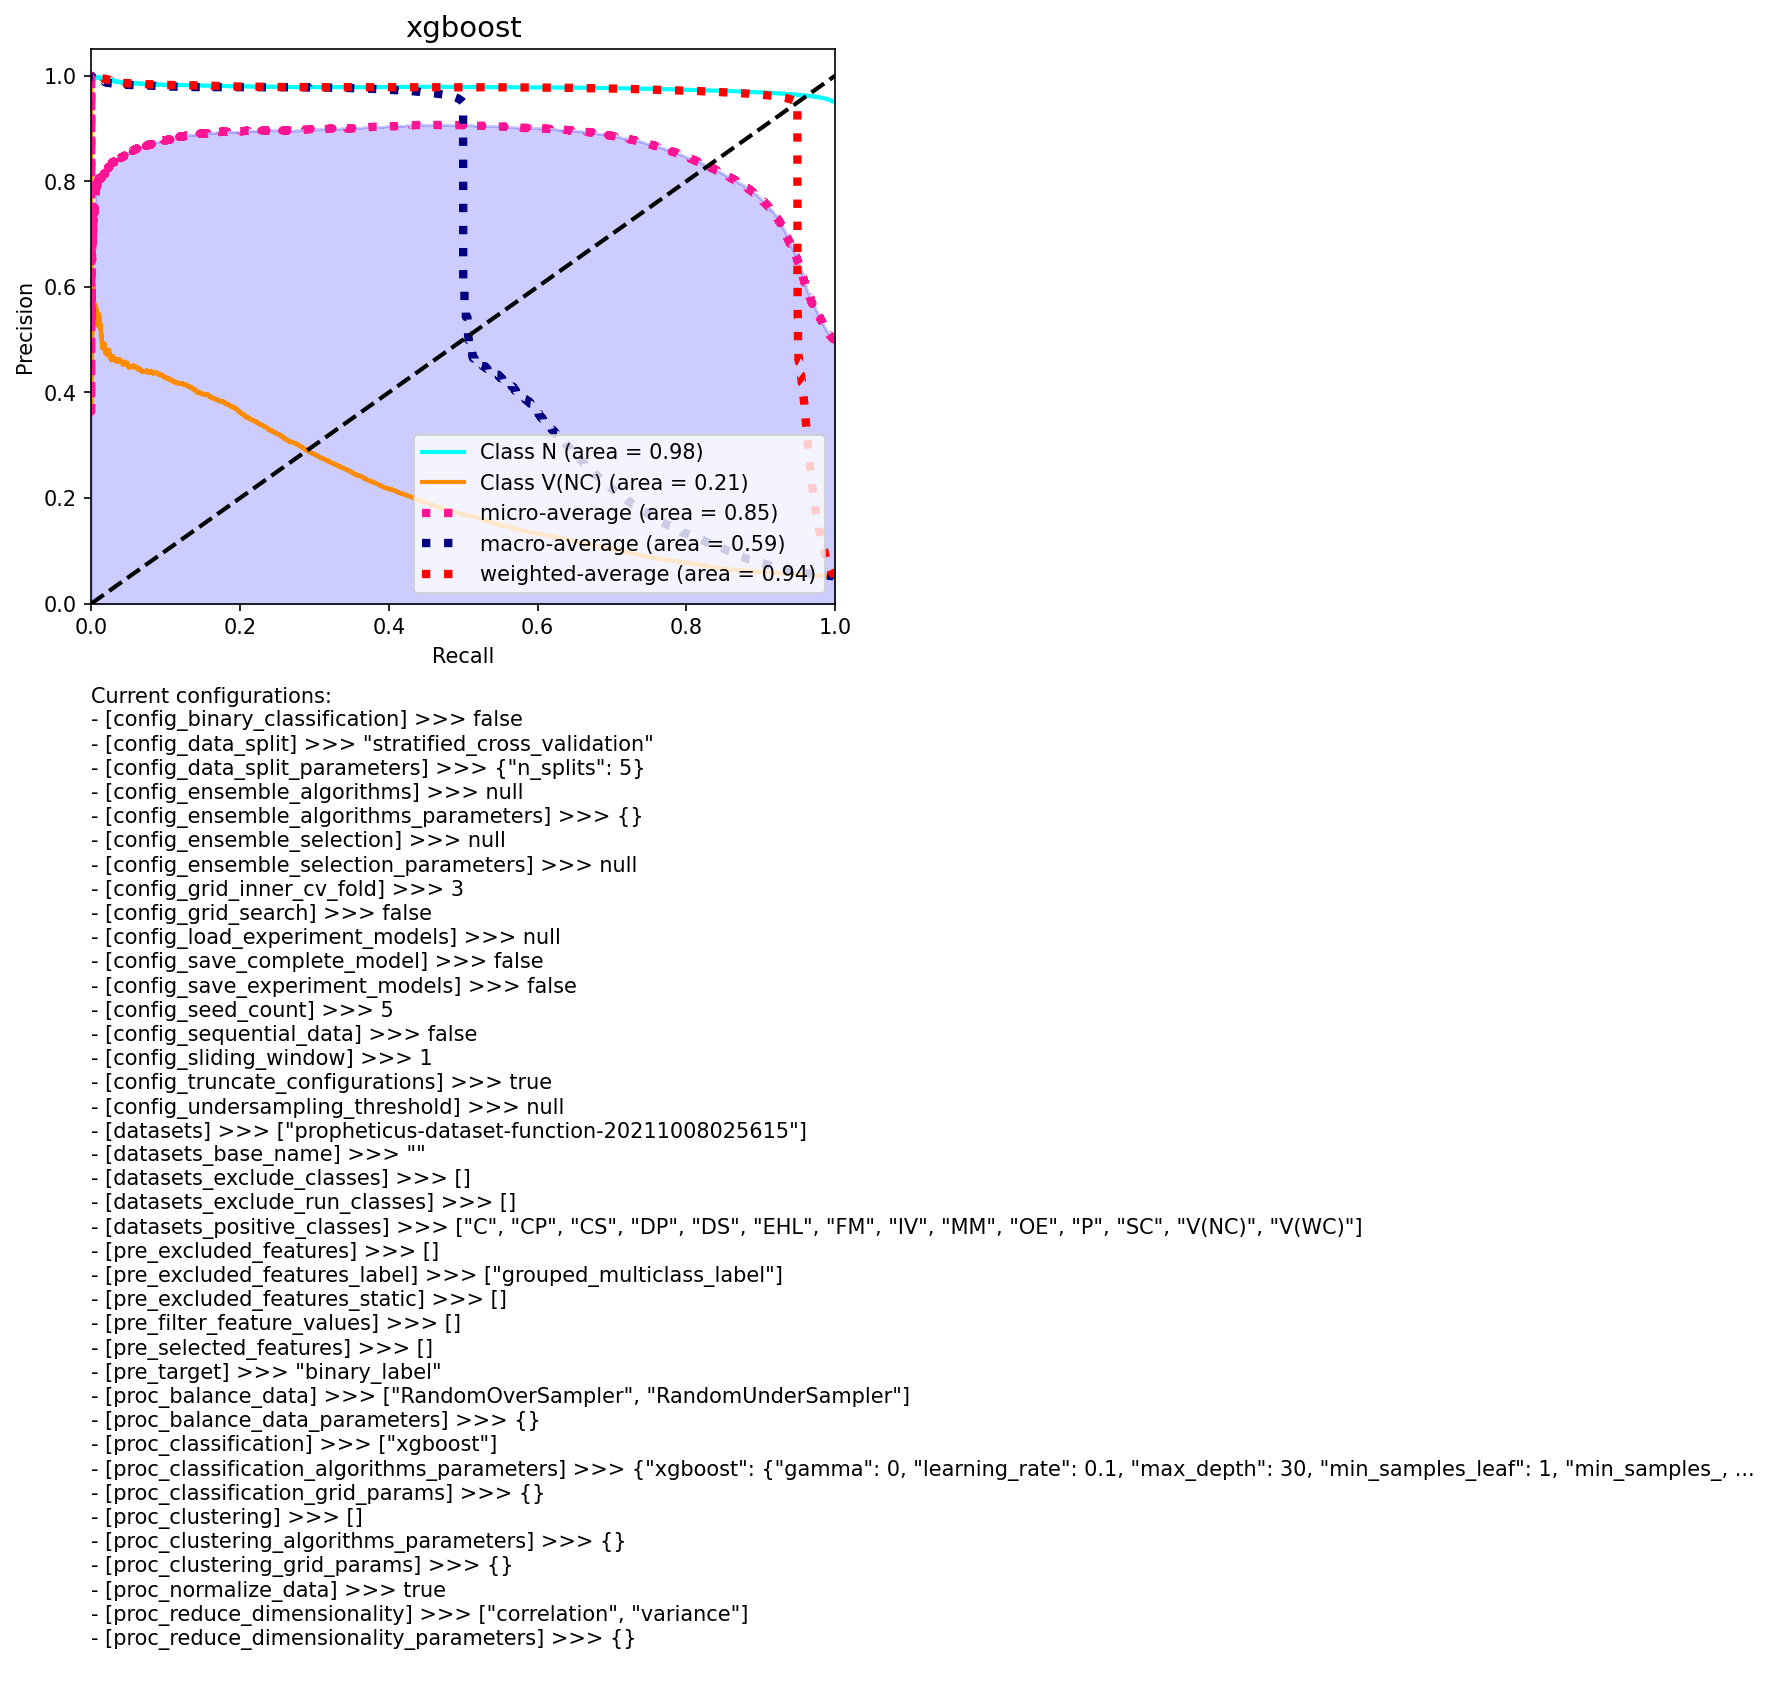 xgboost
1.0
0.8
0.6
0.4
0.2
0.0
Precision
Class N (area = 0.98)
Class V(NC) (area = 0.21)
micro-average (area = 0.85)
macro-average (area = 0.59)
weighted-average (area = 0.94)
0.0 0.2 0.4 0.6 0.8 1.0
Recall
Current configurations:
- [config_binary_classification] >>> false
- [config_data_split] >>> "stratified_cross_validation"
- [config_data_split_parameters] >>> {"n_splits": 5}
- [config_ensemble_algorithms] >>> null
- [config_ensemble_algorithms_parameters] >>> {}
- [config_ensemble_selection] >>> null
- [config_ensemble_selection_parameters] >>> null
- [config_grid_inner_cv_fold] >>> 3
- [config_grid_search] >>> false
- [config_load_experiment_models] >>> null
- [config_save_complete_model] >>> false
- [config_save_experiment_models] >>> false
- [config_seed_count] >>> 5
- [config_sequential_data] >>> false
- [config_sliding_window] >>> 1
- [config_truncate_configurations] >>> true
- [config_undersampling_threshold] >>> null
- [datasets] >>> ["propheticus-dataset-function-20211008025615"]
- [datasets_base_name] >>> ""
- [datasets_exclude_classes] >>> []
- [datasets_exclude_run_classes] >>> []
- [datasets_positive_classes] >>> ["C", "CP", "CS", "DP", "DS", "EHL", "FM", "IV", "MM", "OE", "P", "SC", "V(NC)", "V(WC)"]
- [pre_excluded_features] >>> []
- [pre_excluded_features_label] >>> ["grouped_multiclass_label"]
- [pre_excluded_features_static] >>> []
- [pre_filter_feature_values] >>> []
- [pre_selected_features] >>> []
- [pre_target] >>> "binary_label"
- [proc_balance_data] >>> ["RandomOverSampler", "RandomUnderSampler"]
- [proc_balance_data_parameters] >>> {}
- [proc_classification] >>> ["xgboost"]
- [proc_classification_algorithms_parameters] >>> {"xgboost": {"gamma": 0, "learning_rate": 0.1, "max_depth": 30, "min_samples_leaf": 1, "min_samples_, ...
- [proc_classification_grid_params] >>> {}
- [proc_clustering] >>> []
- [proc_clustering_algorithms_parameters] >>> {}
- [proc_clustering_grid_params] >>> {}
- [proc_normalize_data] >>> true
- [proc_reduce_dimensionality] >>> ["correlation", "variance"]
- [proc_reduce_dimensionality_parameters] >>> {}